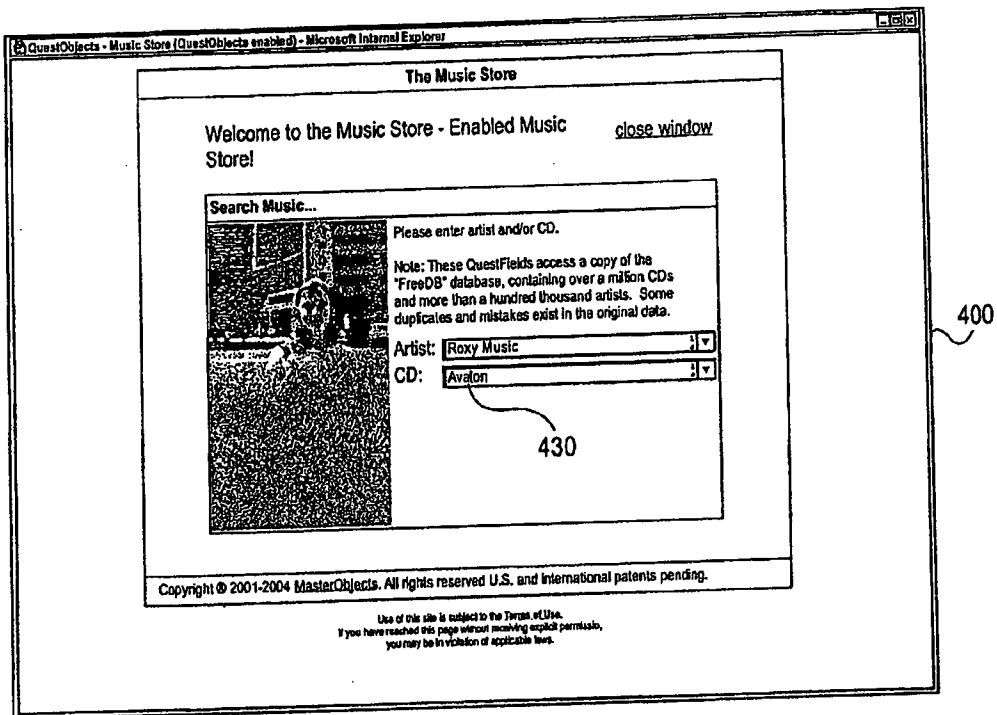 QuestObjects - Music Store (QuestObjects enabled) - Microsoft Internal Explorer
The Music Store
Welcome to the Music Store - Enabled Music
Store!
close window
Search Music...
Please enter artist and/or CD.
Note: These QuestFields access a copy of the
"FreeDB" database, containing over a million CDs
and more than a hundred thousand artists. Some
duplicates and mistakes exist in the original data.
Artist: Roxy Music
CD: Avalon
430
400
Copyright © 2001-2004 MasterObjects. All rights reserved U.S. and International patents pending.
Use of this site is subject to the Terms of Use.
If you have reached this page without receiving explicit permissio,
you may be in violation of applicable laws.